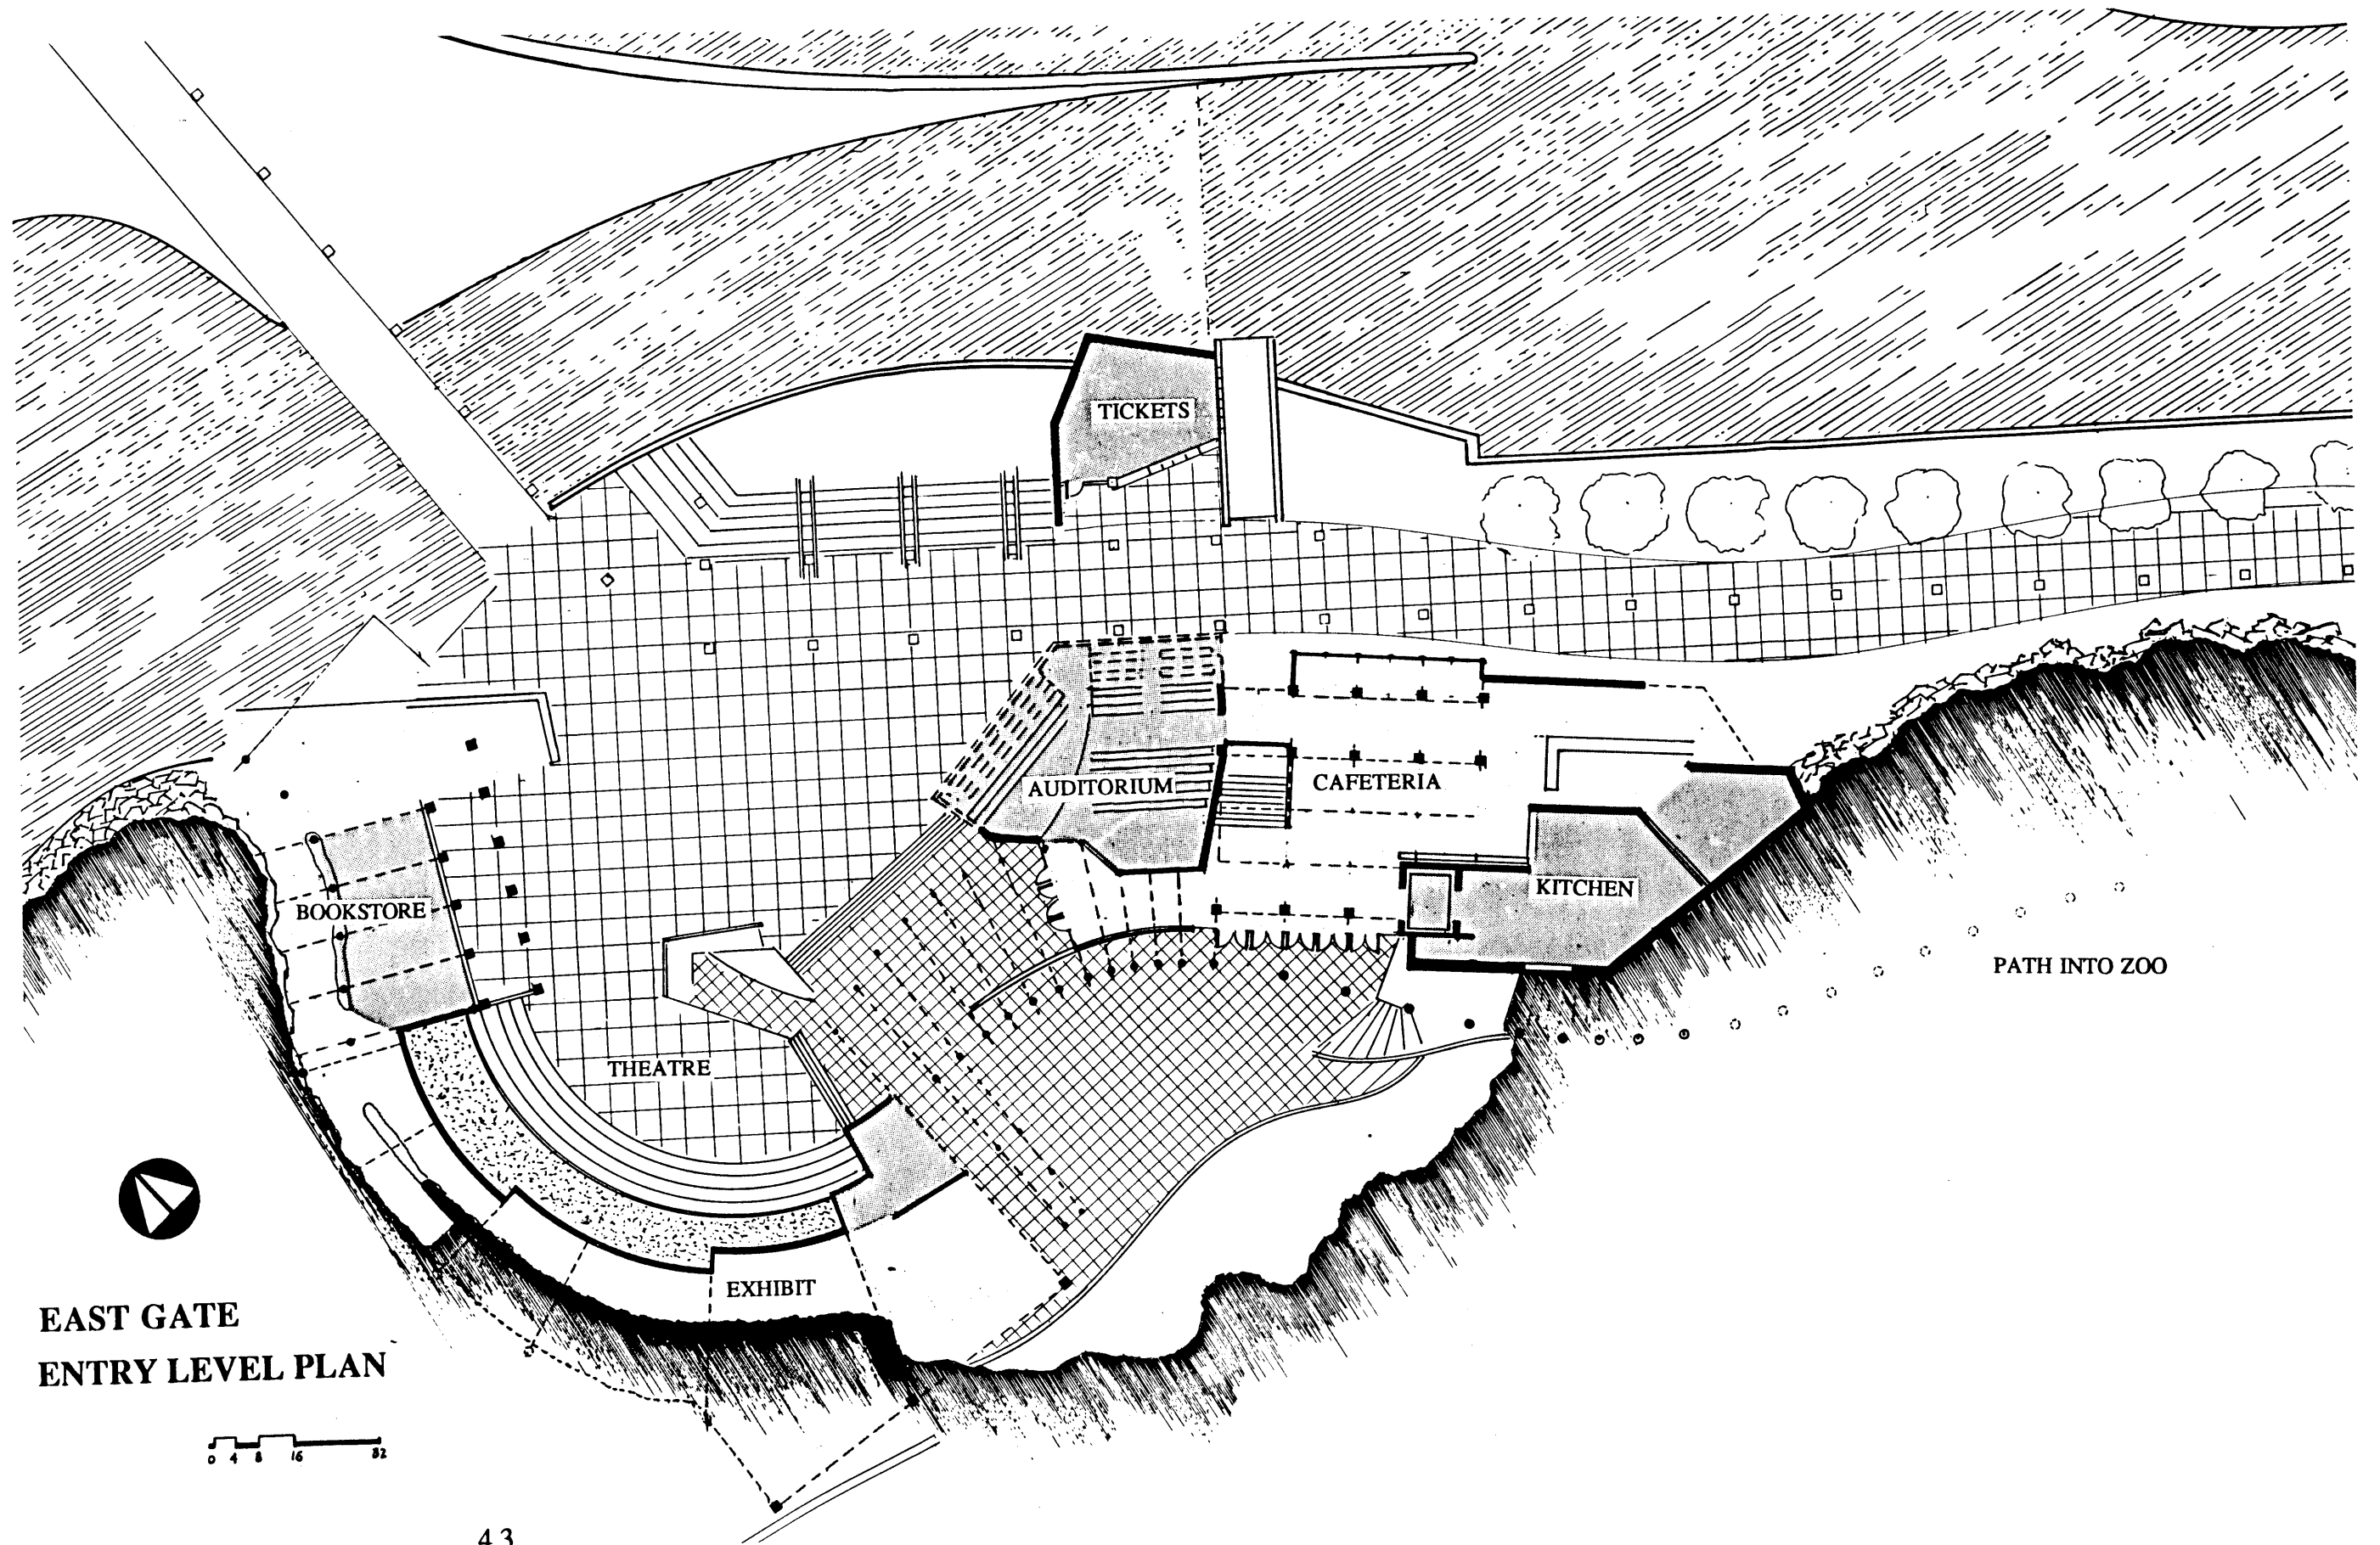 TICKETS
AUDITORIUM
CAFETERIA
KITCHEN
BOOKSTORE
PATH INTO ZOO
THEATRE
EXHIBIT
EAST GATE
ENTRY LEVEL PLAN
0 4 8 16 32
43